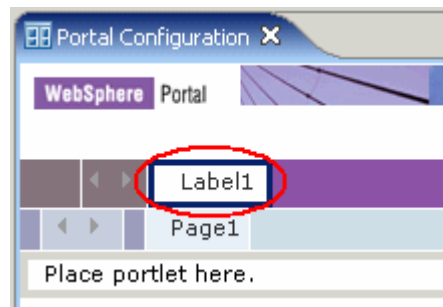 Portal Configuration
WebSphere Portal
Label1
Page1
Place portlet here.